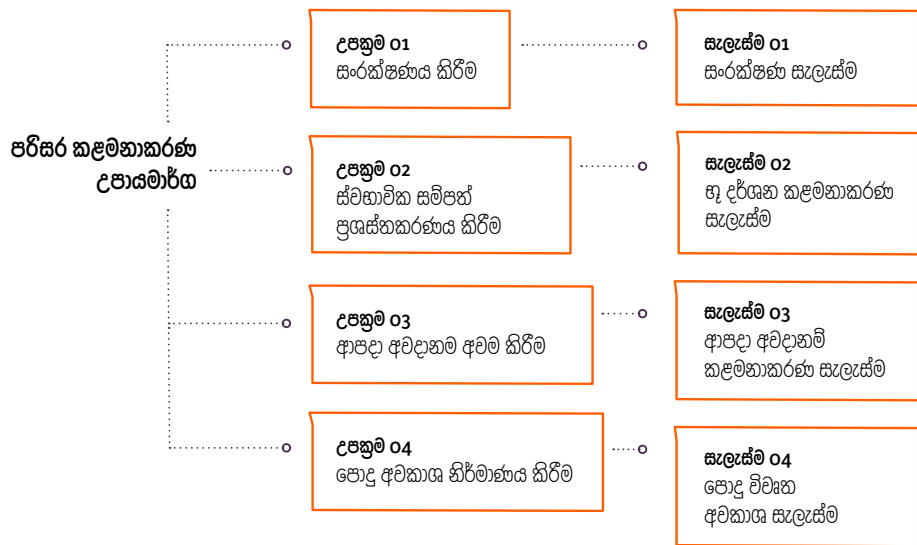 පරිසර කළමනාකරණ
උපායමාර්ග
උපක්‍රම 01
සංරක්ෂණය කිරීම
සැලැස්ම 01
සංරක්ෂණ සැලැස්ම
උපක්‍රම 02
ස්වභාවික සම්පත්
ප්‍රශස්තකරණය කිරීම
සැලැස්ම 02
භූ දර්ශන කළමනාකරණ
සැලැස්ම
උපක්‍රම 03
ආපදා අවදානම අවම කිරීම
සැලැස්ම 03
ආපදා අවදානම්
කළමනාකරණ සැලැස්ම
උපක්‍රම 04
පොදු අවකාශ නිර්මාණය කිරීම
සැලැස්ම 04
පොදු විවෘත
අවකාශ සැලැස්ම